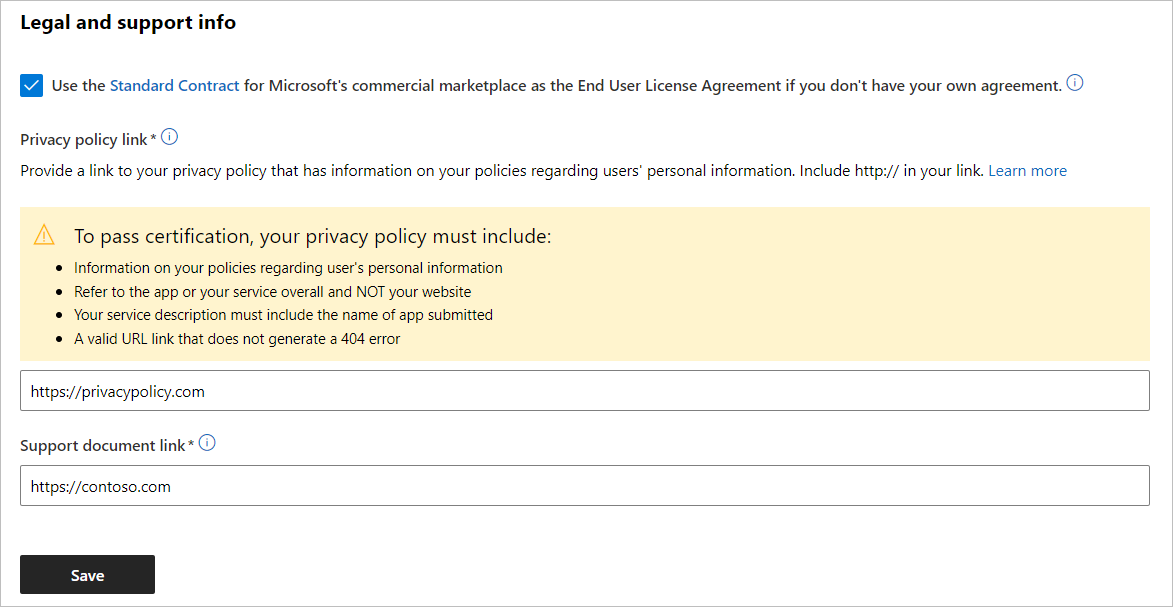 Legal and support info
Use the Standard Contract for Microsoft's commercial marketplace as the End User License Agreement if you don't have your own agreement.
Privacy policy link *
Provide a link to your privacy policy that has information on your policies regarding users' personal information. Include http:// in your link. Learn more
To pass certification, your privacy policy must include:
• Information on your policies regarding user's personal information
• Refer to the app or your service overall and NOT your website
• Your service description must include the name of app submitted
• A valid URL link that does not generate a 404 error
https://privacypolicy.com
Support document link *
https://contoso.com
Save